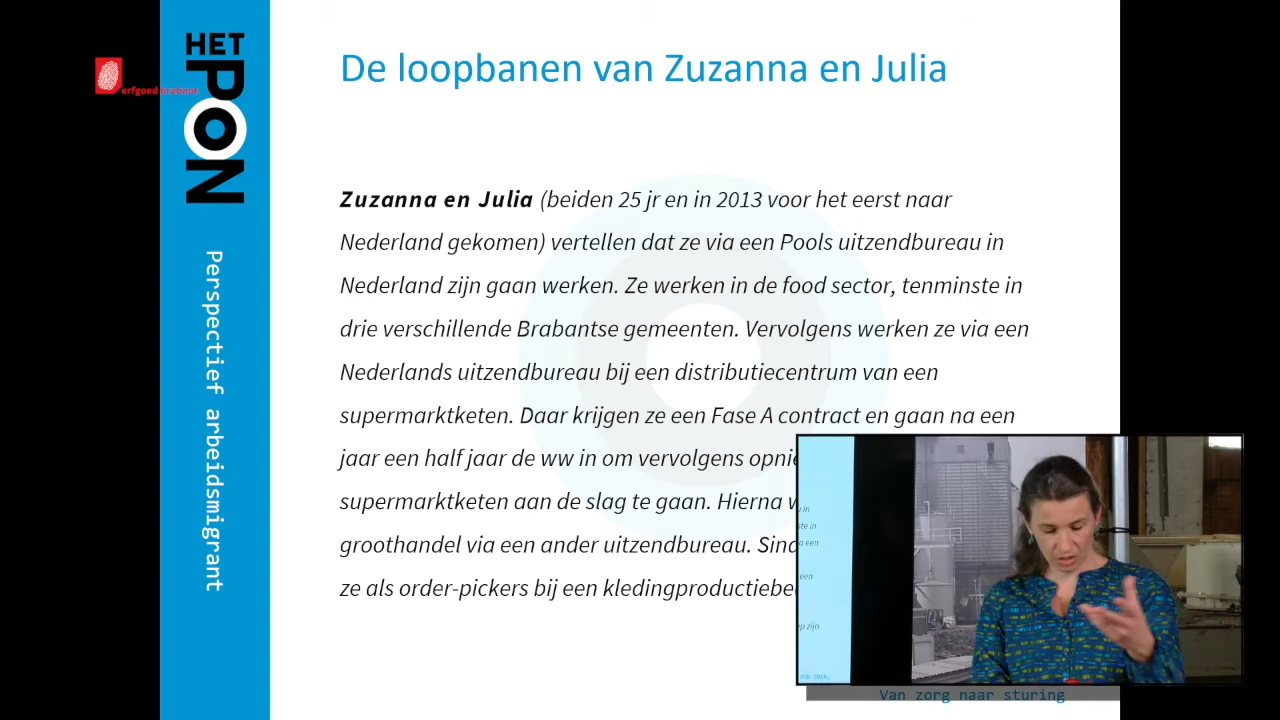 HET
PON
erfgoed brabant
Perspectief arbeidsmigrant
De loopbanen van Zuzanna en Julia
Zuzanna en Julia (beiden 25 jr en in 2013 voor het eerst naar
Nederland gekomen) vertellen dat ze via een Pools uitzendbureau in
Nederland zijn gaan werken. Ze werken in de food sector, tenminste in
drie verschillende Brabantse gemeenten. Vervolgens werken ze via een
Nederlands uitzendbureau bij een distributiecentrum van een
supermarktketen. Daar krijgen ze een Fase A contract en gaan na een
jaar een half jaar de ww in om vervolgens opnie
supermarktketen aan de slag te gaan. Hierna w
groothandel via een ander uitzendbureau. Sind
ze als order-pickers bij een kledingproductiebe
Van zorg naar sturing